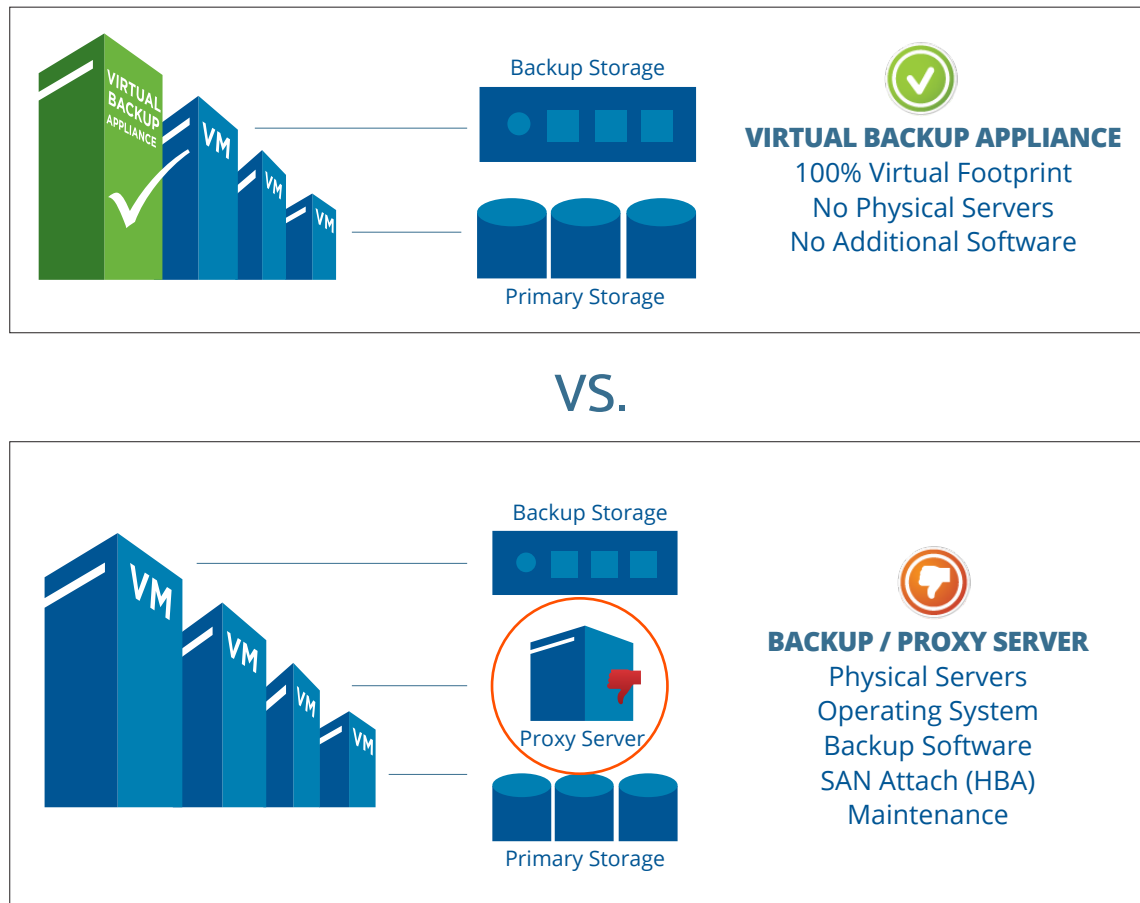 VIRTUAL
BACKUP
APPLIANCE
VM
VM
VM
Backup Storage
Primary Storage
VIRTUAL BACKUP APPLIANCE
100% Virtual Footprint
No Physical Servers
No Additional Software
VS.
VM
VM
VM
VM
Backup Storage
Proxy Server
Primary Storage
BACKUP / PROXY SERVER
Physical Servers
Operating System
Backup Software
SAN Attach (HBA)
Maintenance